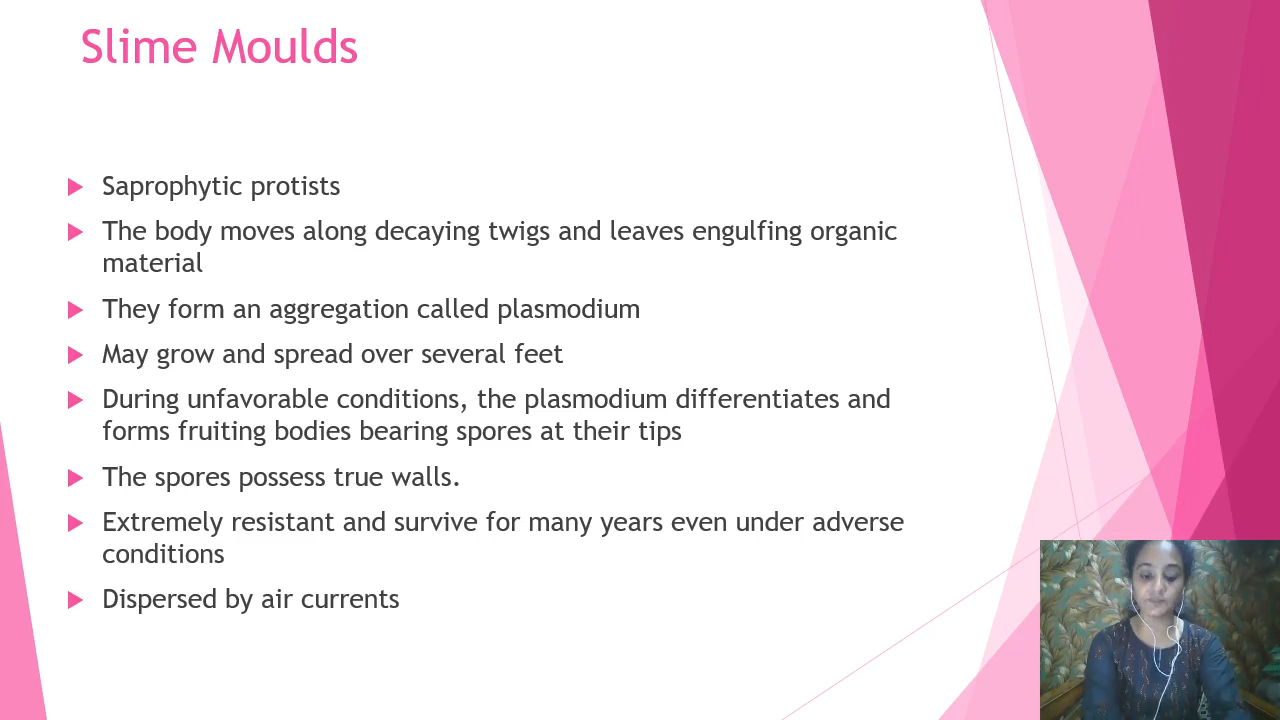 Slime Moulds
Saprophytic protists
The body moves along decaying twigs and leaves engulfing organic
material
They form an aggregation called plasmodium
May grow and spread over several feet
During unfavorable conditions, the plasmodium differentiates and
forms fruiting bodies bearing spores at their tips
The spores possess true walls.
Extremely resistant and survive for many years even under adverse
conditions
Dispersed by air currents